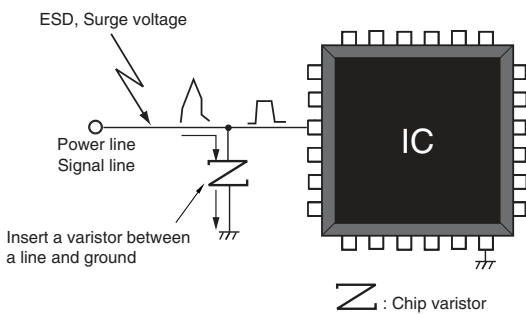 ESD, Surge voltage
IC
Power line
Signal line
Insert a varistor between
a line and ground
: Chip varistor